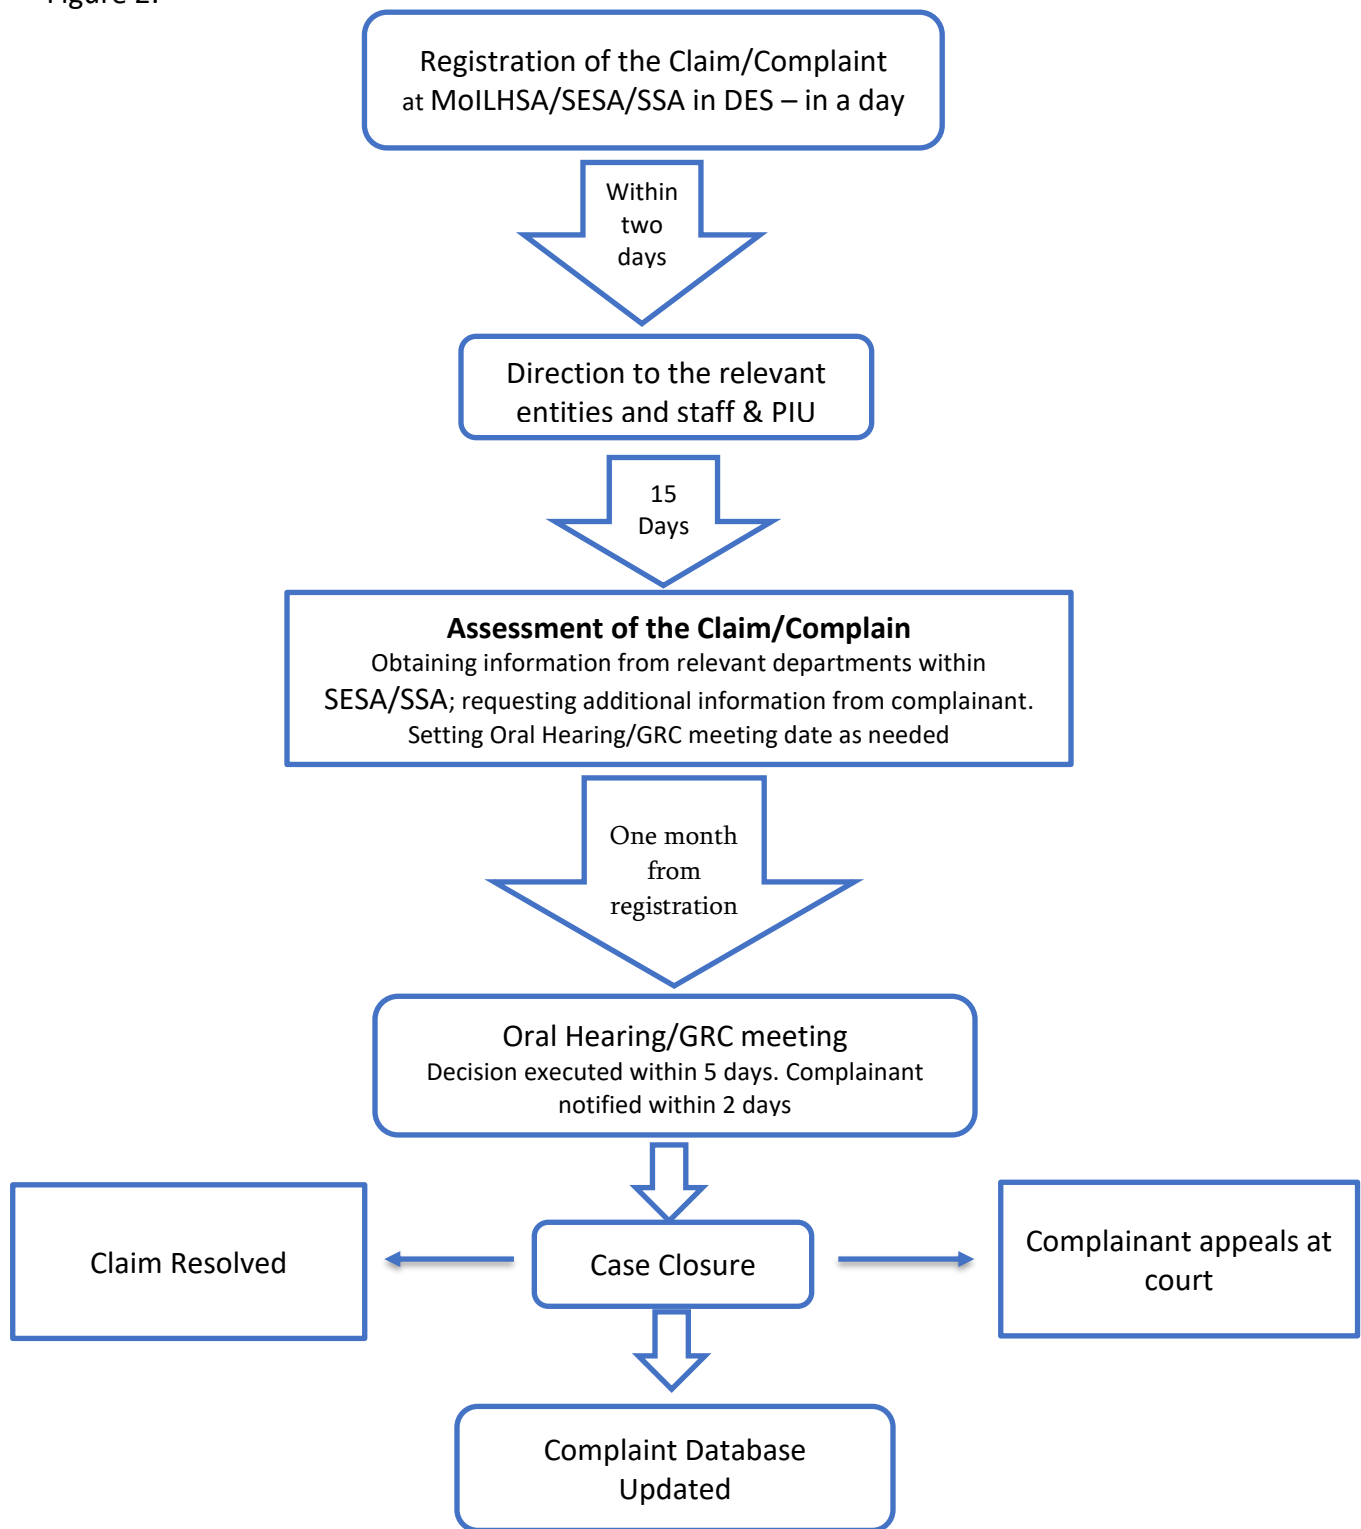 Figure 2:
Registration of the Claim/Complaint
at MoILHSA/SESA/SSA in DES – in a day
Within
two
days
Direction to the relevant
entities and staff & PIU
15
Days
Assessment of the Claim/Complain
Obtaining information from relevant departments within
SESA/SSA; requesting additional information from complainant.
Setting Oral Hearing/GRC meeting date as needed
One month
from
registration
Oral Hearing/GRC meeting
Decision executed within 5 days. Complainant
notified within 2 days
Claim Resolved
Case Closure
Complainant appeals at
court
Complaint Database
Updated